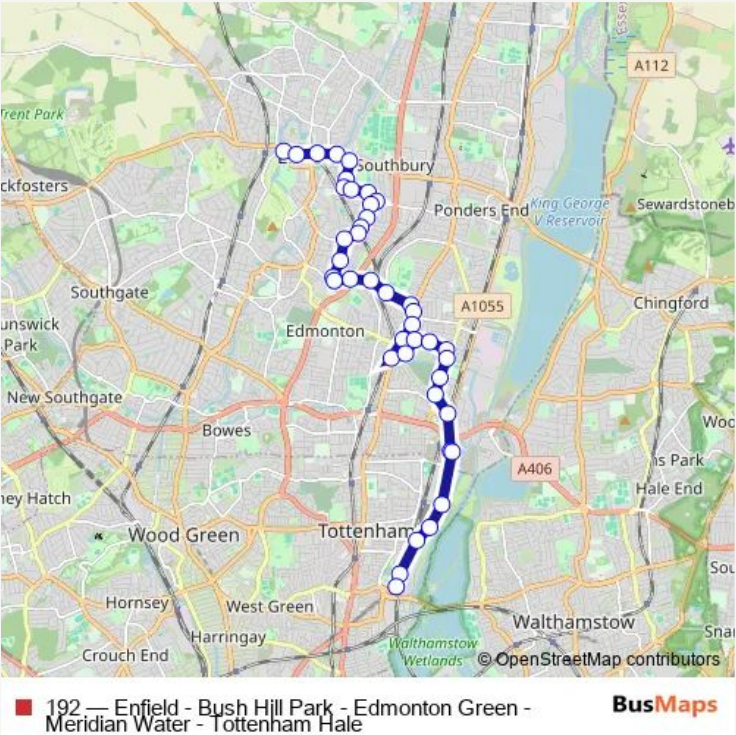 Esse
A112
Trent Park
Southbury
ckfosters
Ponders End
King George
V Reservoir
Sewardstoneb
Southgate
A1055
Chingford
unswick
Park
Edmonton
New Southgate
Bowes
Woo
ns Park
A406
Hale End
ney Hatch
Wood Green
Tottenham
Sou
Hornsey
West Green
Walthamstow
Harringay
Snar
Crouch End
Walthamstow
Wetlands
© OpenStreetMap contributors
192 — Enfield - Bush Hill Park - Edmonton Green -
Meridian Water - Tottenham Hale
BusMaps